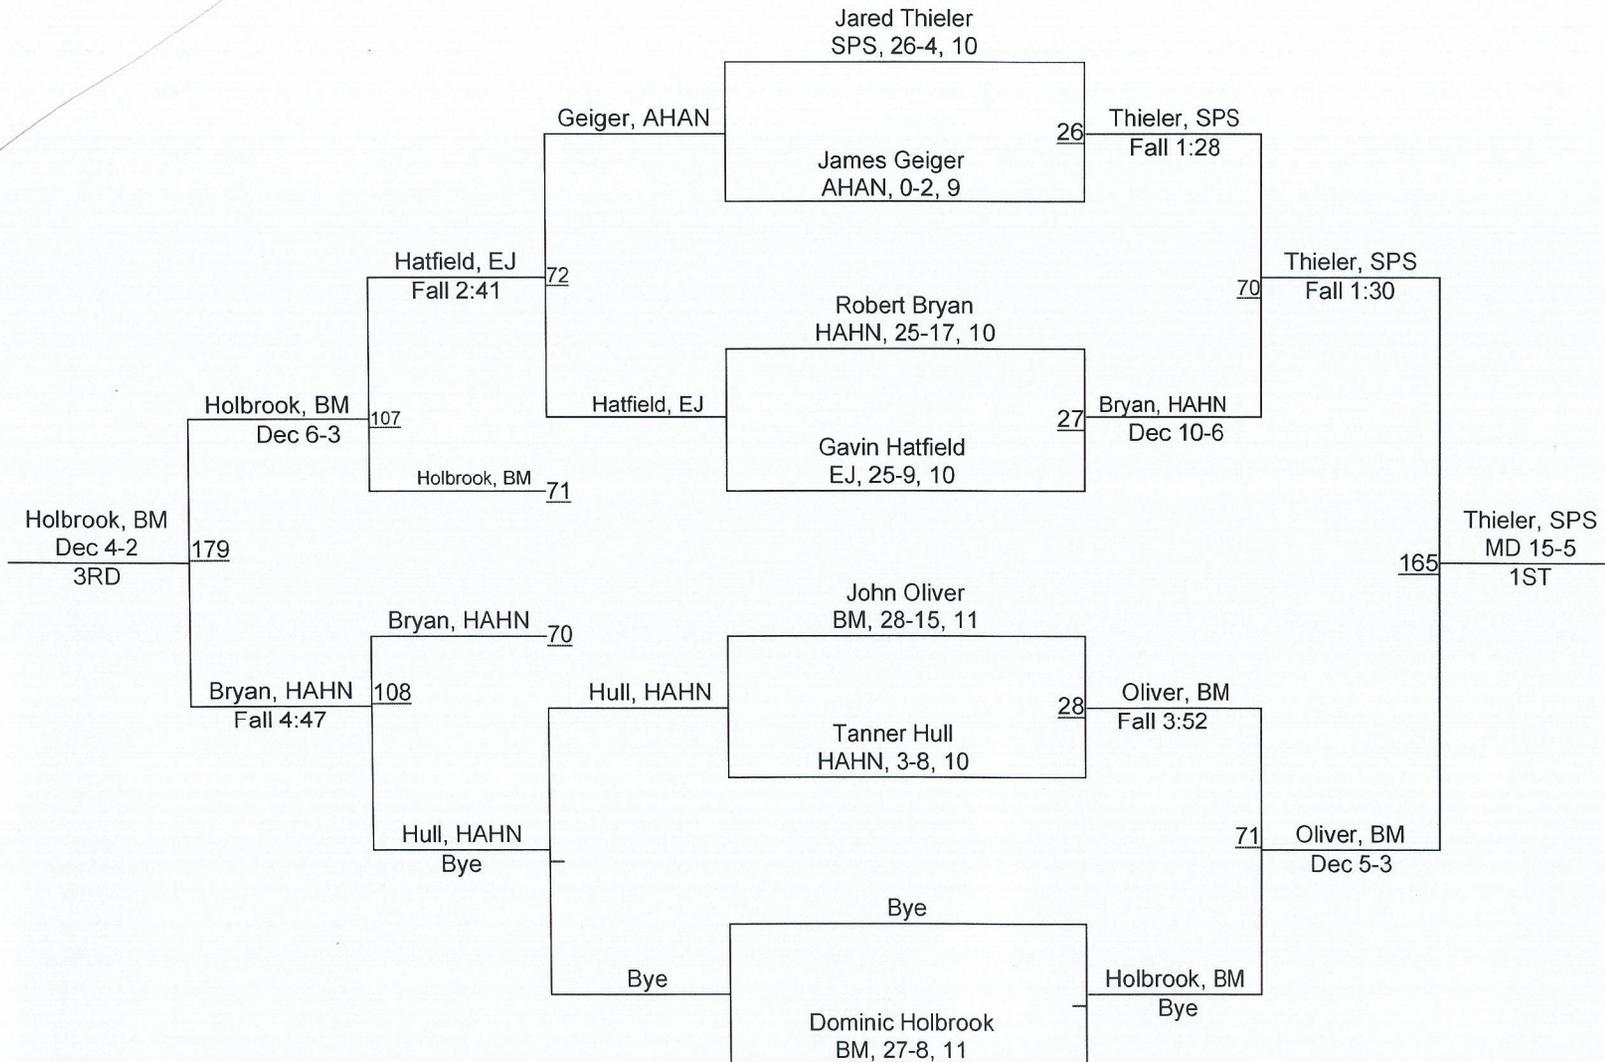 Jared Thieler
SPS, 26-4, 10
Geiger, AHAN
26
Thieler, SPS
Fall 1:28
James Geiger
AHAN, 0-2, 9
Hatfield, EJ
Fall 2:41
72
Thieler, SPS
Fall 1:30
70
Robert Bryan
HAHN, 25-17, 10
Holbrook, BM
Dec 6-3
107
Hatfield, EJ
27
Bryan, HAHN
Dec 10-6
Gavin Hatfield
EJ, 25-9, 10
Holbrook, BM
71
Holbrook, BM
Dec 4-2
3RD
179
Thieler, SPS
MD 15-5
1ST
165
John Oliver
BM, 28-15, 11
Bryan, HAHN
70
Bryan, HAHN
Fall 4:47
108
Hull, HAHN
28
Oliver, BM
Fall 3:52
Tanner Hull
HAHN, 3-8, 10
Hull, HAHN
Bye
71
Oliver, BM
Dec 5-3
Bye
Bye
Holbrook, BM
Bye
Dominic Holbrook
BM, 27-8, 11